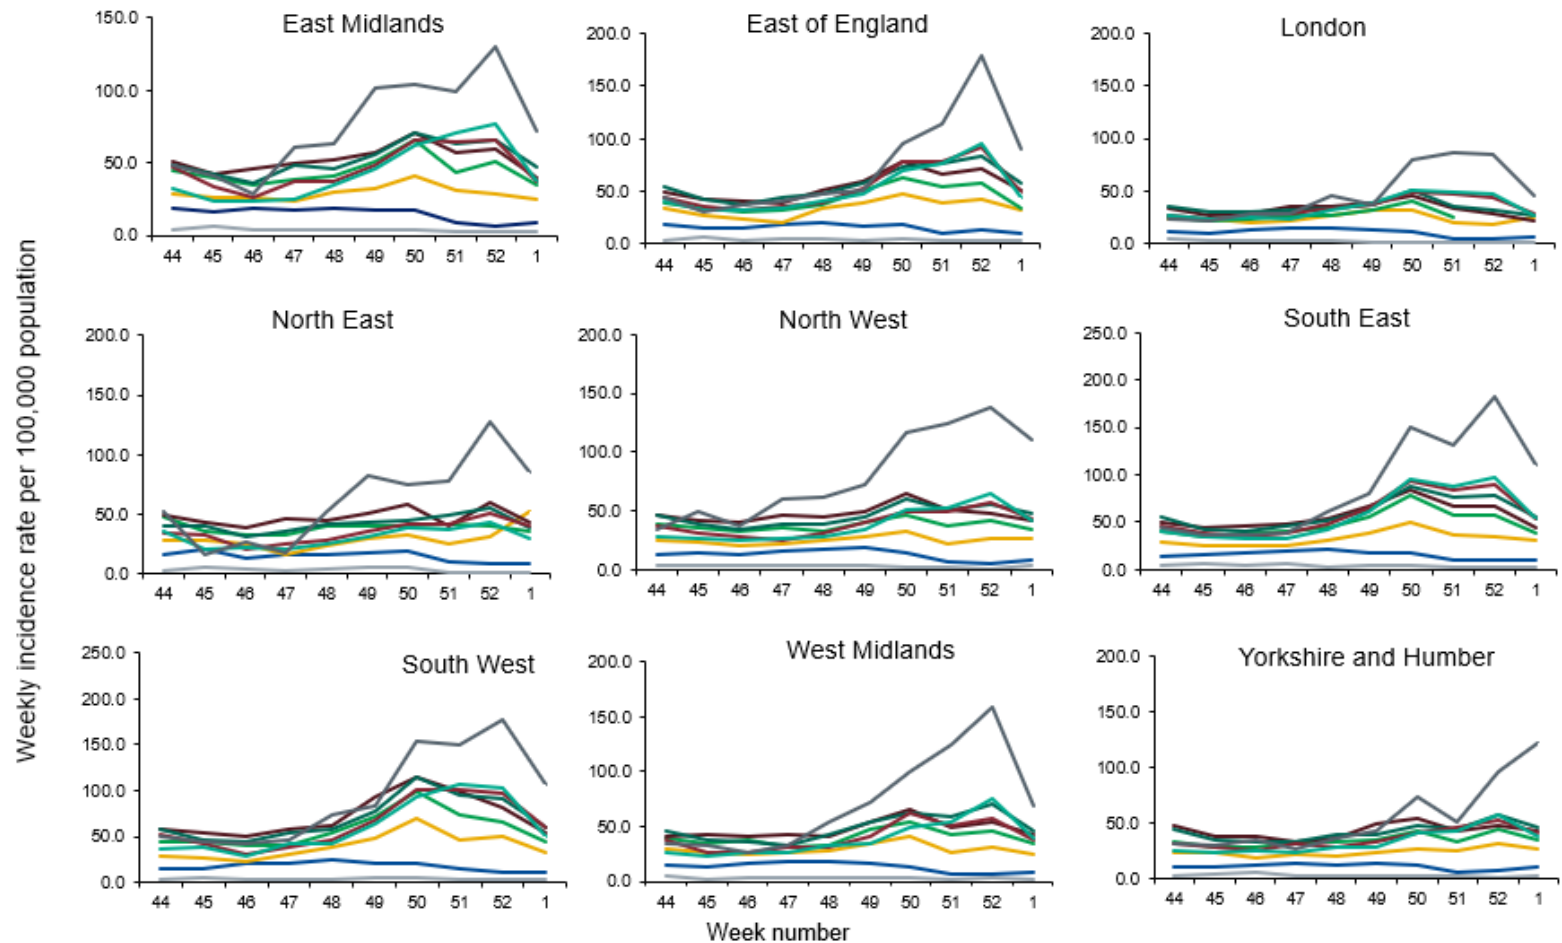 Weekly incidence rate per 100,000 population
East Midlands
150.0
100.0
50.0
0.0
44 45 46 47 48 49 50 51 52 1
East of England
200.0
150.0
100.0
50.0
0.0
44 45 46 47 48 49 50 51 52 1
London
200.0
150.0
100.0
50.0
0.0
44 45 46 47 48 49 50 51 52 1
North East
200.0
150.0
100.0
50.0
0.0
44 45 46 47 48 49 50 51 52 1
North West
200.0
150.0
100.0
50.0
0.0
44 45 46 47 48 49 50 51 52 1
South East
250.0
200.0
150.0
100.0
50.0
0.0
44 45 46 47 48 49 50 51 52 1
South West
250.0
200.0
150.0
100.0
50.0
0.0
44 45 46 47 48 49 50 51 52 1
West Midlands
200.0
150.0
100.0
50.0
0.0
44 45 46 47 48 49 50 51 52 1
Yorkshire and Humber
200.0
150.0
100.0
50.0
0.0
44 45 46 47 48 49 50 51 52 1
Week number